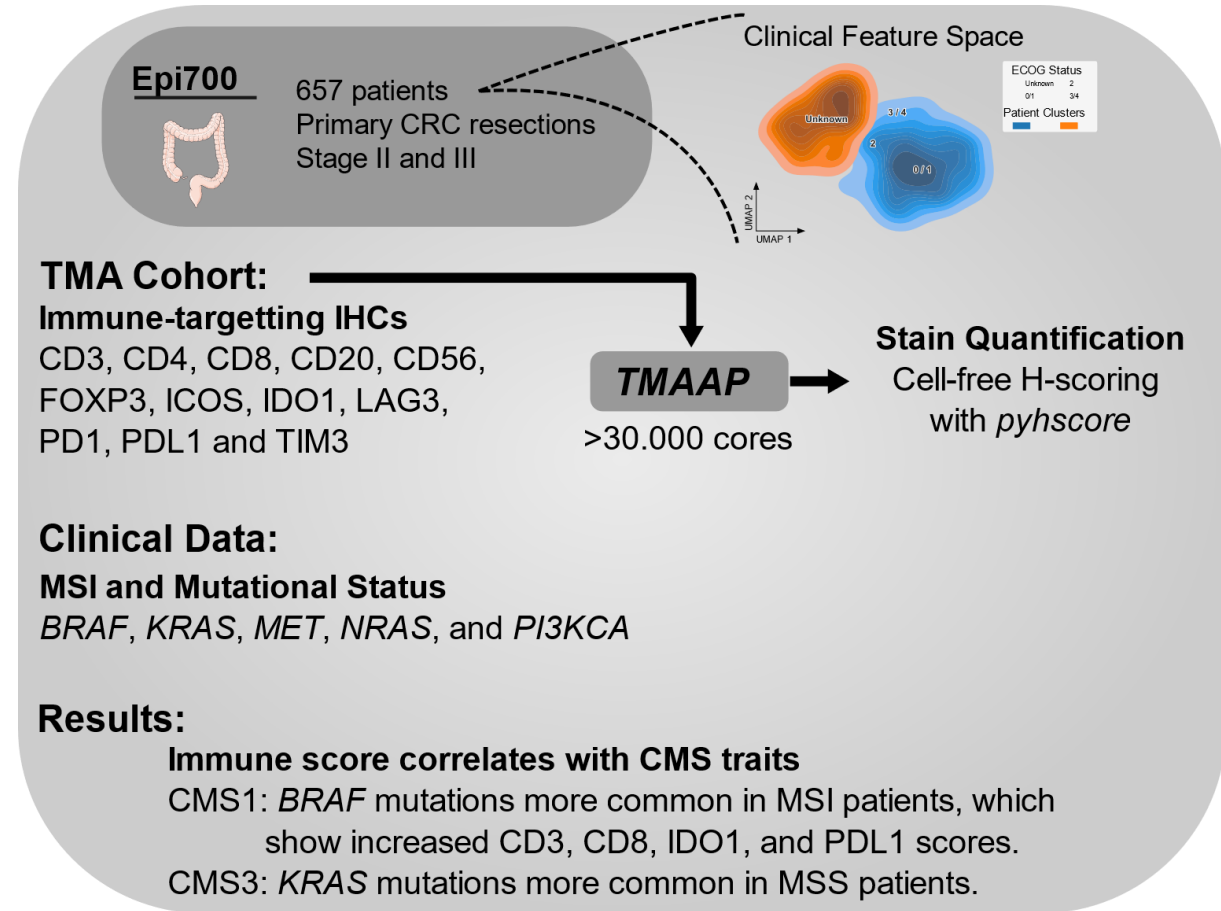 Epi700
657 patients
Primary CRC resections
Stage II and III
Clinical Feature Space
ECOG Status
Unknown 2
0/1 3/4
Patient Clusters
Unknown
3 / 4
2
0 / 1
UMAP 2
UMAP 1
TMA Cohort:
Immune-targetting IHCs
CD3, CD4, CD8, CD20, CD56,
FOXP3, ICOS, IDO1, LAG3,
PD1, PDL1 and TIM3
TMAAP
>30.000 cores
Stain Quantification
Cell-free H-scoring
with pyhscore
Clinical Data:
MSI and Mutational Status
BRAF, KRAS, MET, NRAS, and PI3KCA
Results:
Immune score correlates with CMS traits
CMS1: BRAF mutations more common in MSI patients, which
show increased CD3, CD8, IDO1, and PDL1 scores.
CMS3: KRAS mutations more common in MSS patients.